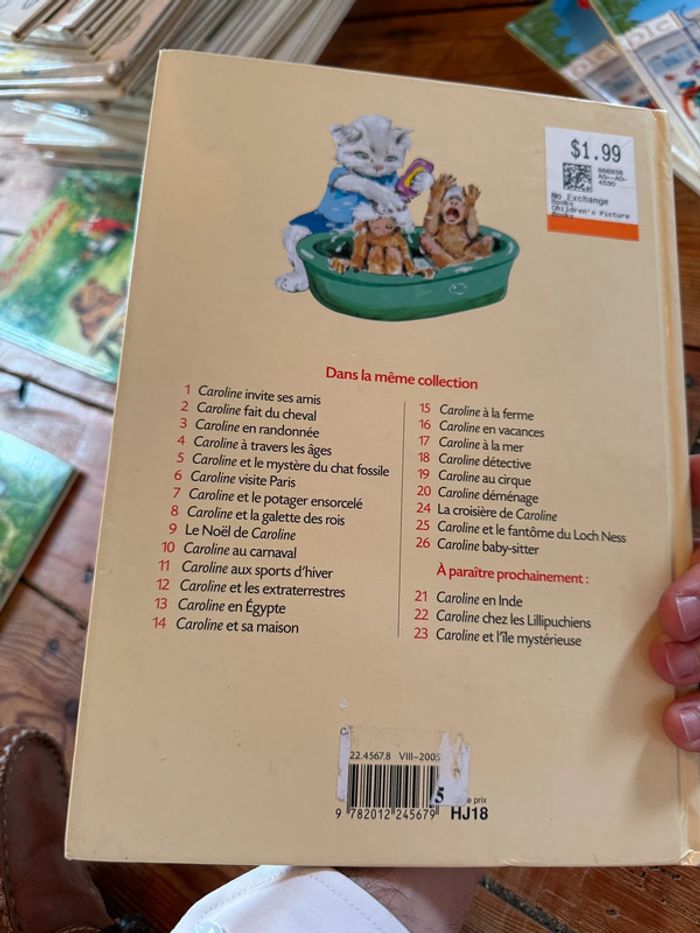 $1.99
No Exchange
Books
Children's Picture
Books
Caroline
Dans la même collection
1 Caroline invite ses amis
2 Caroline fait du cheval
3 Caroline en randonnée
4 Caroline à travers les âges
5 Caroline et le mystère du chat fossile
6 Caroline visite Paris
7 Caroline et le potager ensorcelé
8 Caroline et la galette des rois
9 Le Noël de Caroline
10 Caroline au carnaval
11 Caroline aux sports d'hiver
12 Caroline et les extraterrestres
13 Caroline en Égypte
14 Caroline et sa maison
15 Caroline à la ferme
16 Caroline en vacances
17 Caroline à la mer
18 Caroline détective
19 Caroline au cirque
20 Caroline déménage
24 La croisière de Caroline
25 Caroline et le fantôme du Loch Ness
26 Caroline baby-sitter
À paraître prochainement :
21 Caroline en Inde
22 Caroline chez les Lillipuchiens
23 Caroline et l'île mystérieuse
22.4567.8 VIII-2005
5
prix
9 782012 245679 HJ18